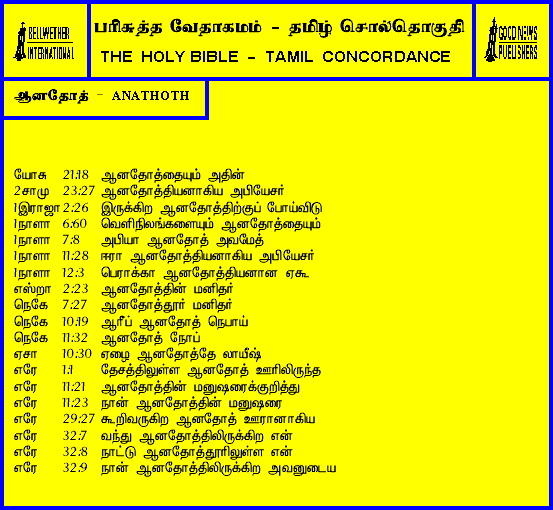 BELLWETHER
INTERNATIONAL
பரிசுத்த வேதாகமம் - தமிழ் சொல்தொகுதி
THE HOLY BIBLE - TAMIL CONCORDANCE
GOOD NEWS
PUBLISHERS
ஆனதோத் - ANATHOTH
யோசு 21:18 ஆனதோத்தையும் அதின்
2சாமு 23:27 ஆனதோத்தியனாகிய அபியேசர்
1இராஜா 2:26 இருக்கிற ஆனதோத்திற்குப் போய்விடு
1நாளா 6:60 வெளிநிலங்களையும் ஆனதோத்தையும்
1நாளா 7:8 அபியா ஆனதோத் அலமேத்
1நாளா 11:28 ஈரா ஆனதோத்தியனாகிய அபியேசர்
1நாளா 12:3 பெராக்கா ஆனதோத்தியனான ஏகூ
எஸ்றா 2:23 ஆனதோத்தின் மனிதர்
நெகே 7:27 ஆனதோத்தூர் மனிதர்
நெகே 10:19 ஆரீப் ஆனதோத் நெபாய்
நெகே 11:32 ஆனதோத் நோப்
ஏசா 10:30 ஏழை ஆனதோத்தே லாயீஷ்
எரே 1:1 தேசத்திலுள்ள ஆனதோத் ஊரிலிருந்த
எரே 11:21 ஆனதோத்தின் மனுஷரைக்குறித்து
எரே 11:23 நான் ஆனதோத்தின் மனுஷரை
எரே 29:27 கூறிவருகிற ஆனதோத் ஊரானாகிய
எரே 32:7 வந்து ஆனதோத்திலிருக்கிற என்
எரே 32:8 நாட்டு ஆனதோத்தூரிலுள்ள என்
எரே 32:9 நான் ஆனதோத்திலிருக்கிற அவனுடைய